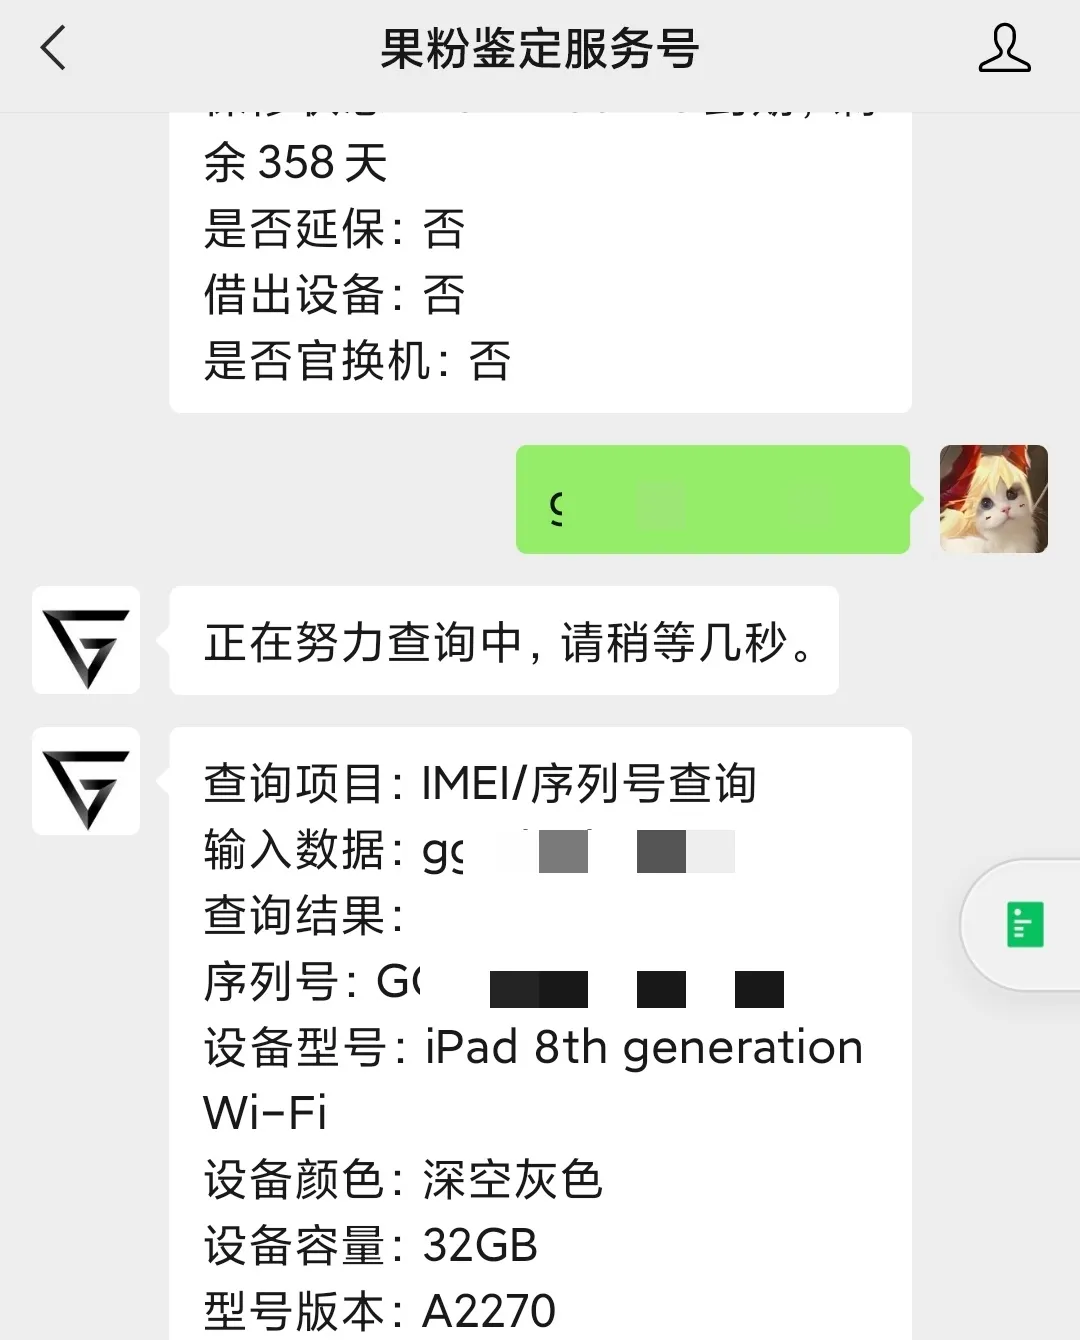 果粉鉴定服务号
余 358 天
是否延保：否
借出设备：否
是否官换机：否
正在努力查询中，请稍等几秒。
查询项目：IMEI/序列号查询
输入数据：gg
查询结果：
序列号：G
设备型号：iPad 8th generation
Wi-Fi
设备颜色：深空灰色
设备容量：32GB
型号版本：A2270